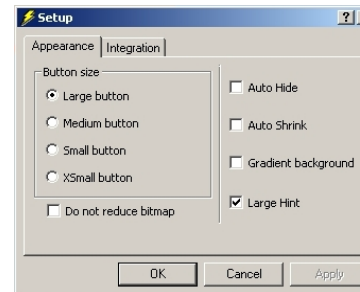 Setup
?
Appearance
Integration
Button size
Large button
Medium button
Small button
XSmall button
Do not reduce bitmap
Auto Hide
Auto Shrink
Gradient background
Large Hint
OK
Cancel
Apply